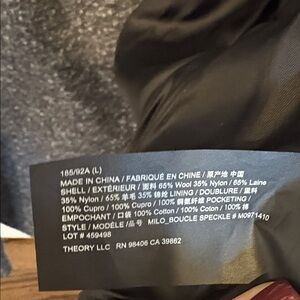 185/92A (L)
MADE IN CHINA / FABRIQUÉ EN CHINE / 原产地 中国
SHELL / EXTÉRIEUR / 面料 65% Wool 35% Nylon / 65% Laine
35% Nylon / 65% 羊毛 35% 锦纶 LINING / DOUBLURE / 里料
100% Cupro / 100% Cupro / 100% 铜氨纤维 POCKETING /
EMPOCHANT / 口袋 100% Cotton / 100% Coton / 100% 棉
STYLE / MODÈLE / 品号 MILO_BOUCLE SPECKLE # M0971410
LOT # 459498
THEORY LLC RN 98406 CA 39882